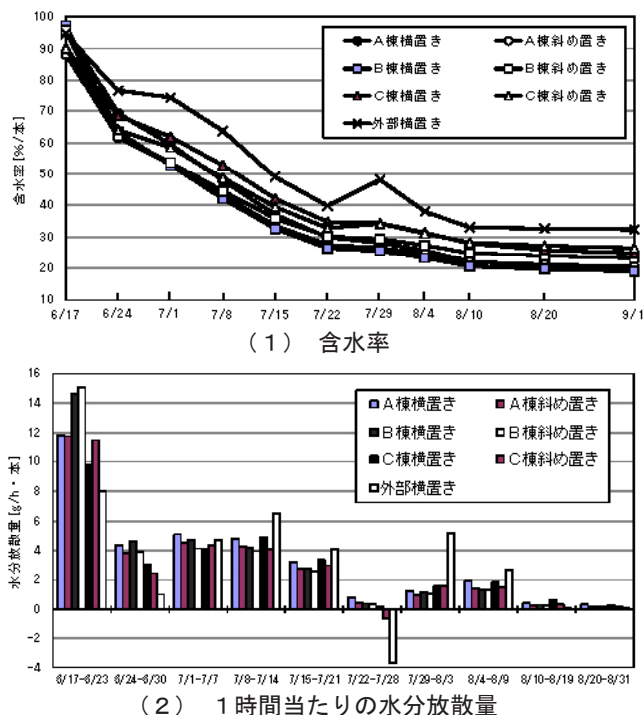 100
90
80
70
60
50
40
30
20
10
含水率[%/本]
A棟横置き A棟斜め置き
B棟横置き B棟斜め置き
C棟横置き C棟斜め置き
外部横置き
6/17 6/24 7/1 7/8 7/15 7/22 7/29 8/4 8/10 8/20 9/1
(1) 含水率
16
14
12
10
8
6
4
2
0
-2
-4
水分放散量[g/h・本]
A棟横置き A棟斜め置き
B棟横置き B棟斜め置き
C棟横置き C棟斜め置き
外部横置き
6/17-6/23 6/24-6/30 7/1-7/7 7/8-7/14 7/15-7/21 7/22-7/28 7/29-8/3 8/4-8/9 8/10-8/19 8/20-8/31
(2) 1時間当たりの水分放散量